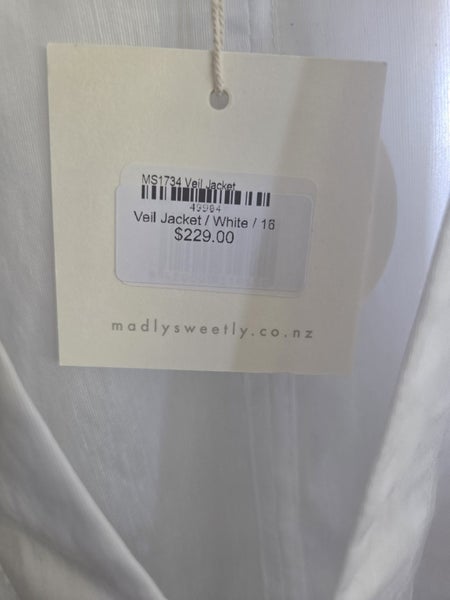 MS1734 Veil Jacket
49984
Veil Jacket / White / 16
$229.00
madlysweetly.co.nz